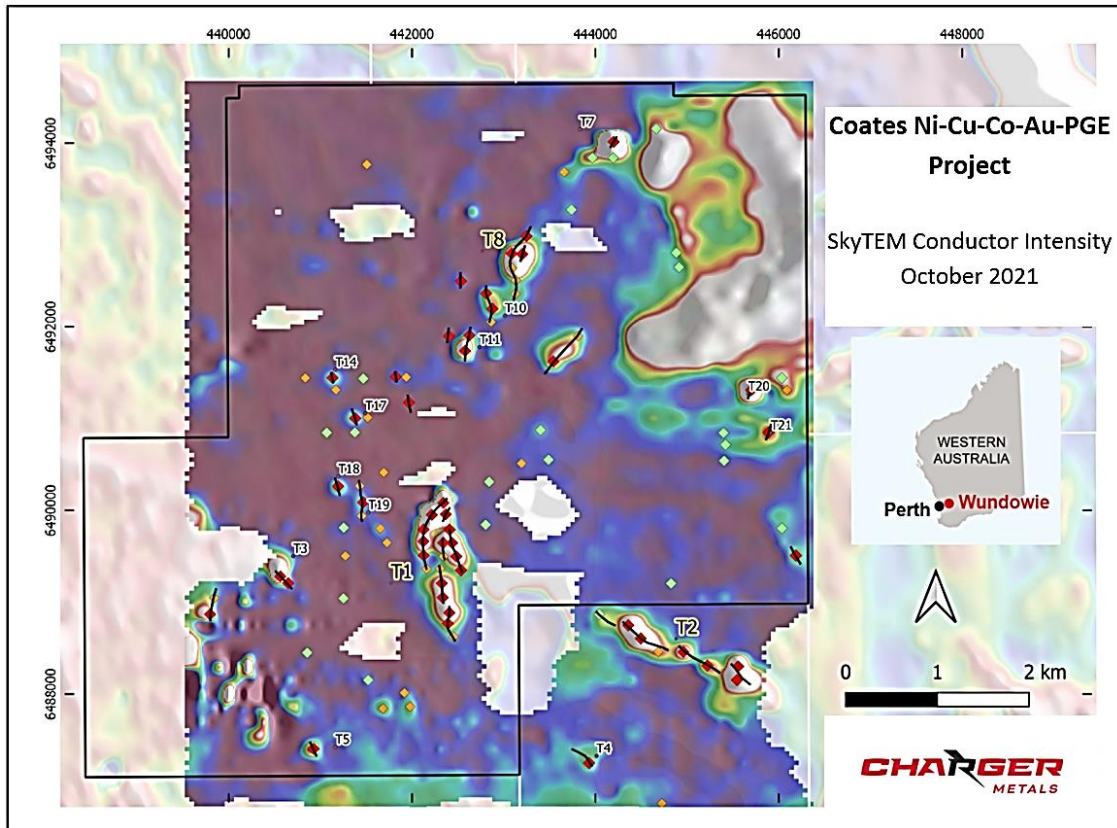 440000 442000 444000 446000 448000
6494000
6492000
6490000
6488000
Coates Ni-Cu-Co-Au-PGE
Project
SkyTEM Conductor Intensity
October 2021
T7
T8
T10
T11
T14
T17
T18
T19
T20
T21
T3
T1
T2
T5
T4
WESTERN
AUSTRALIA
Perth Wundowie
0 1 2 km
CHARGER
METALS